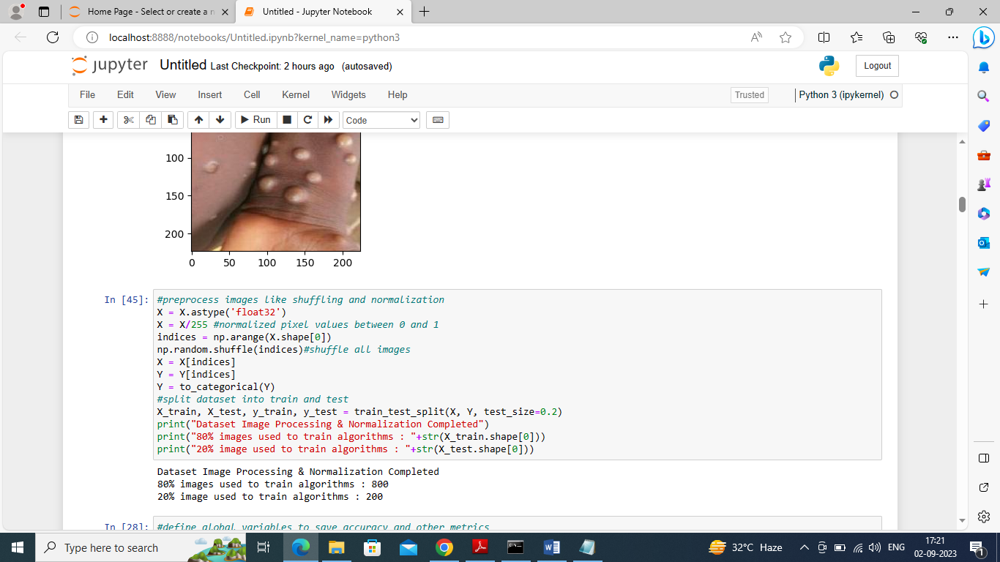 Home Page - Select or create a n
Untitled - Jupyter Notebook
localhost:8888/notebooks/Untitled.ipynb?kernel_name=python3
jupyter Untitled Last Checkpoint: 2 hours ago (autosaved)
Logout
File Edit View Insert Cell Kernel Widgets Help
Trusted
Python 3 (ipykernel)
Run
Code
100
150
200
0 50 100 150 200
In [45]:
#preprocess images like shuffling and normalization
X = X.astype('float32')
X = X/255 #normalized pixel values between 0 and 1
indices = np.arange(X.shape[0])
np.random.shuffle(indices)#shuffle all images
X = X[indices]
Y = Y[indices]
Y = to_categorical(Y)
#split dataset into train and test
X_train, X_test, y_train, y_test = train_test_split(X, Y, test_size=0.2)
print("Dataset Image Processing & Normalization Completed")
print("80% images used to train algorithms : "+str(X_train.shape[0]))
print("20% image used to train algorithms : "+str(X_test.shape[0]))
Dataset Image Processing & Normalization Completed
80% images used to train algorithms : 800
20% image used to train algorithms : 200
In [28]: #define global variables to save accuracy and other metrics
Type here to search
32°C Haze
ENG
17:21
02-09-2023
1